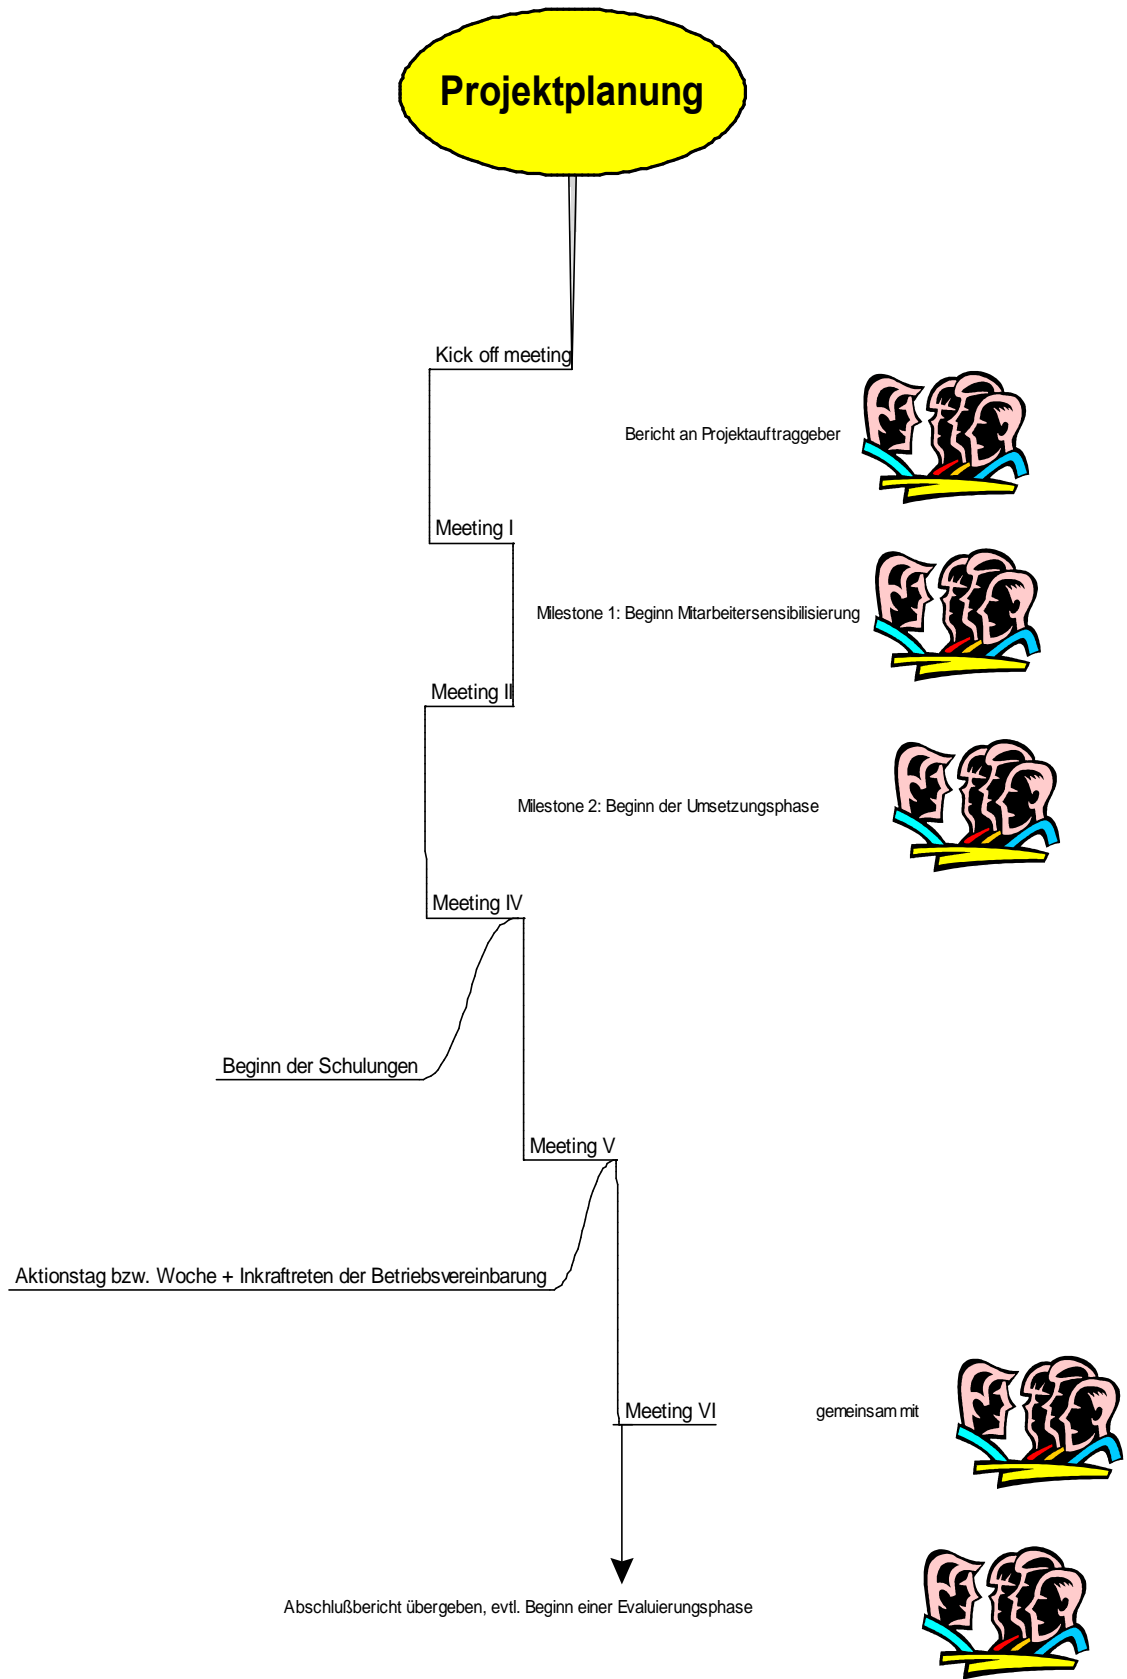 Projektplanung
Kick off meeting
Bericht an Projektauftraggeber
Meeting I
Milestone 1: Beginn Mitarbeitersensibilisierung
Meeting II
Milestone 2: Beginn der Umsetzungsphase
Meeting IV
Beginn der Schulungen
Meeting V
Aktionstag bzw. Woche + Inkraftreten der Betriebsvereinbarung
Meeting VI
gemeinsam mit
Abschlußbericht übergeben, evtl. Beginn einer Evaluierungsphase